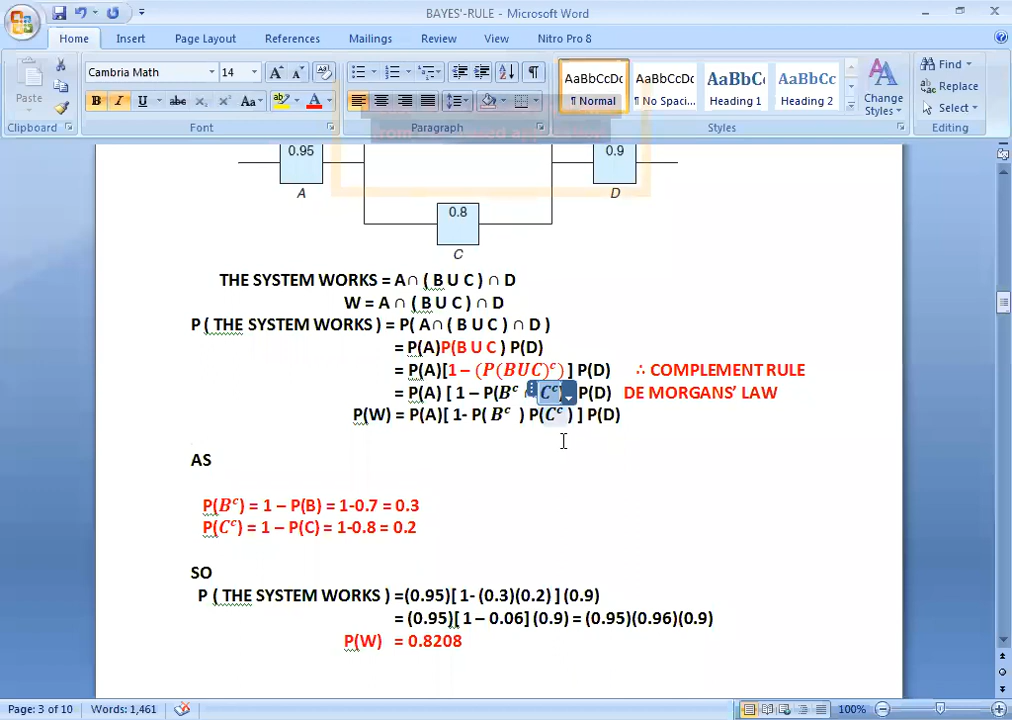 BAYES'-RULE - Microsoft Word
Home Insert Page Layout References Mailings Review View Nitro Pro 8
Paste
Cambria Math 14
B I U abc X₂ X² Aa ab A
AaBbCcDc AaBbCcDc AaBbCc AaBbCc
¶ Normal ¶ No Spaci... Heading 1 Heading 2
Change Styles
Find
Replace
Select
Clipboard Font Paragraph Styles Editing
0.95 0.9
A D
0.8
C
THE SYSTEM WORKS = A∩ ( B U C ) ∩ D
W = A ∩ ( B U C ) ∩ D
P ( THE SYSTEM WORKS ) = P( A∩ ( B U C ) ∩ D )
= P(A)P(B U C ) P(D)
= P(A)[1 – (P(BUC)ᶜ) ] P(D) ∴ COMPLEMENT RULE
= P(A) [ 1 – P(Bᶜ Cᶜ) P(D) DE MORGANS' LAW
P(W) = P(A)[ 1- P( Bᶜ ) P(Cᶜ ) ] P(D)
AS
P(Bᶜ) = 1 – P(B) = 1-0.7 = 0.3
P(Cᶜ) = 1 – P(C) = 1-0.8 = 0.2
SO
P ( THE SYSTEM WORKS ) =(0.95)[ 1- (0.3)(0.2) ] (0.9)
= (0.95)[ 1 – 0.06] (0.9) = (0.95)(0.96)(0.9)
P(W) = 0.8208
Page: 3 of 10 Words: 1,461 100%